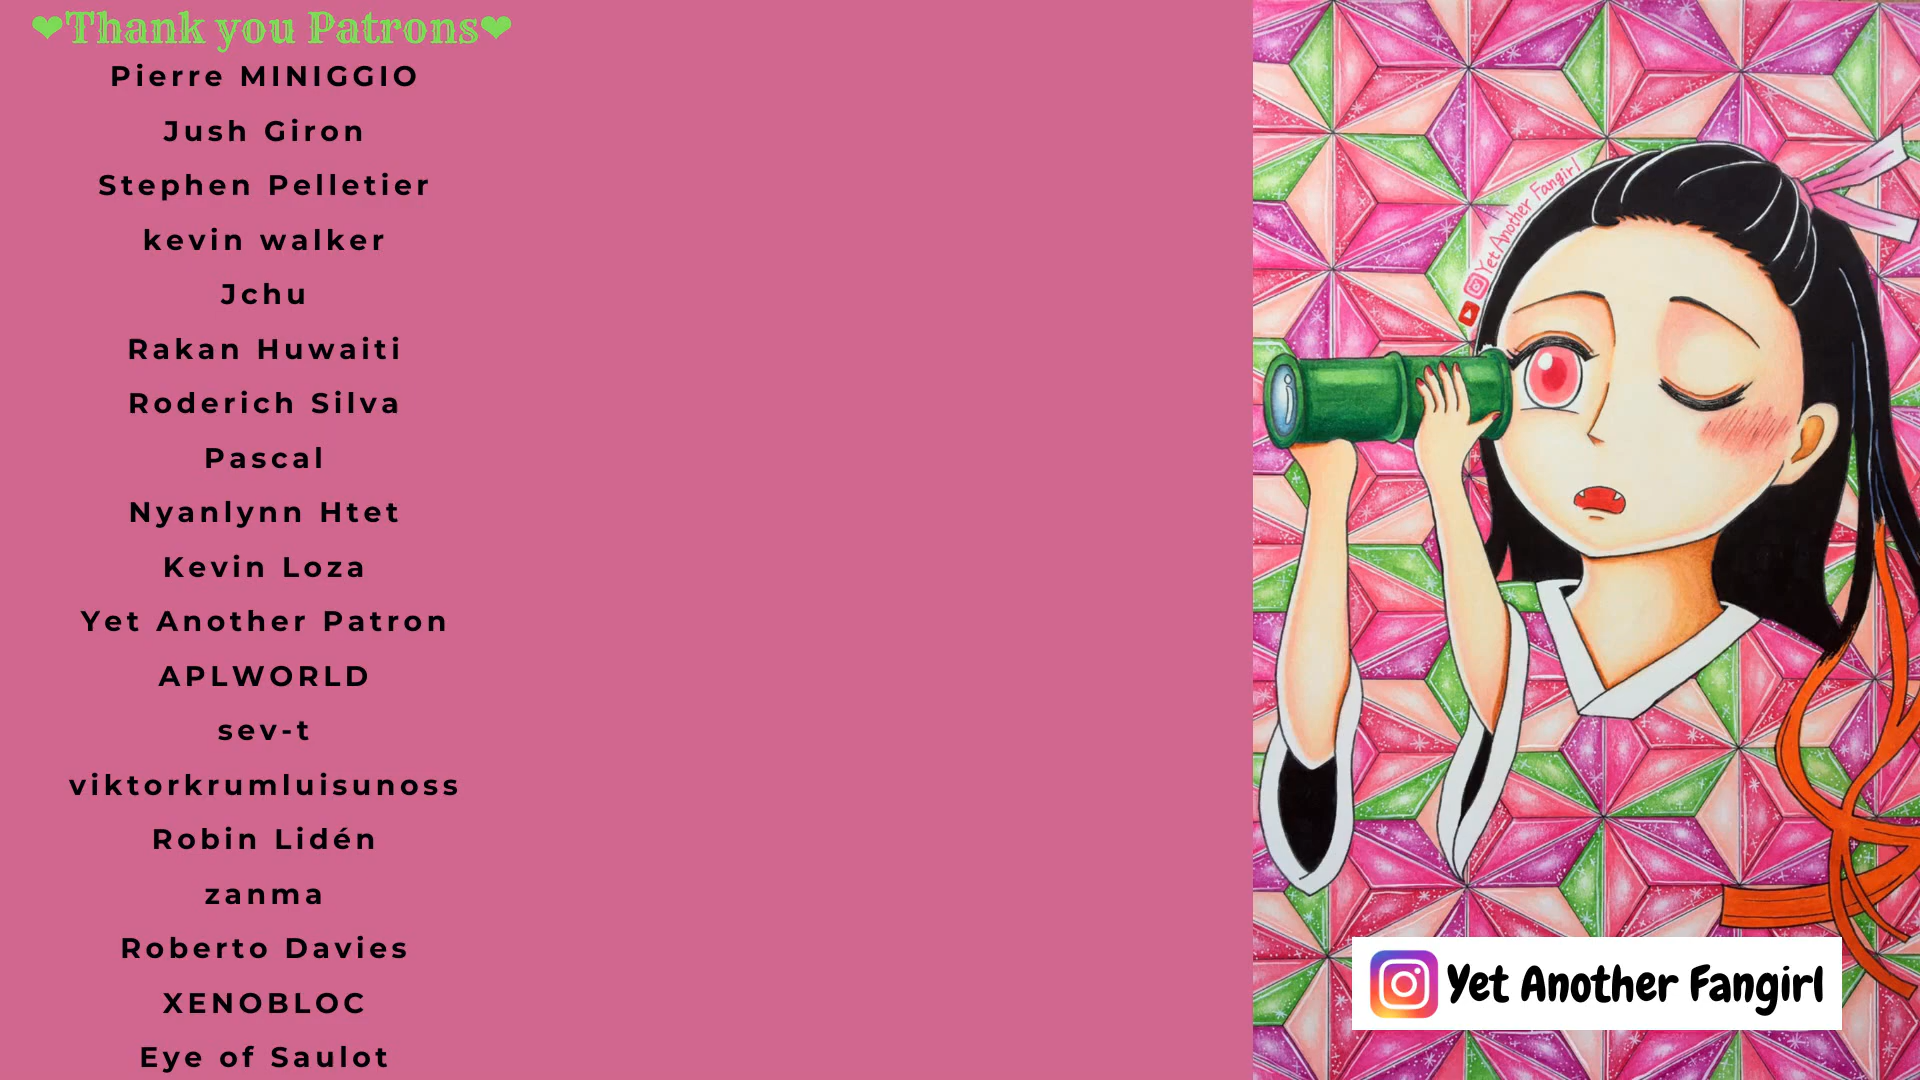 ❤Thank you Patrons❤
Pierre MINIGGIO
Jush Giron
Stephen Pelletier
kevin walker
Jchu
Rakan Huwaiti
Roderich Silva
Pascal
Nyanlynn Htet
Kevin Loza
Yet Another Patron
APLWORLD
sev-t
viktorkrumluisunoss
Robin Lidén
zanma
Roberto Davies
XENOBLOC
Eye of Saulot
Yet Another Fangirl
Yet Another Fangirl